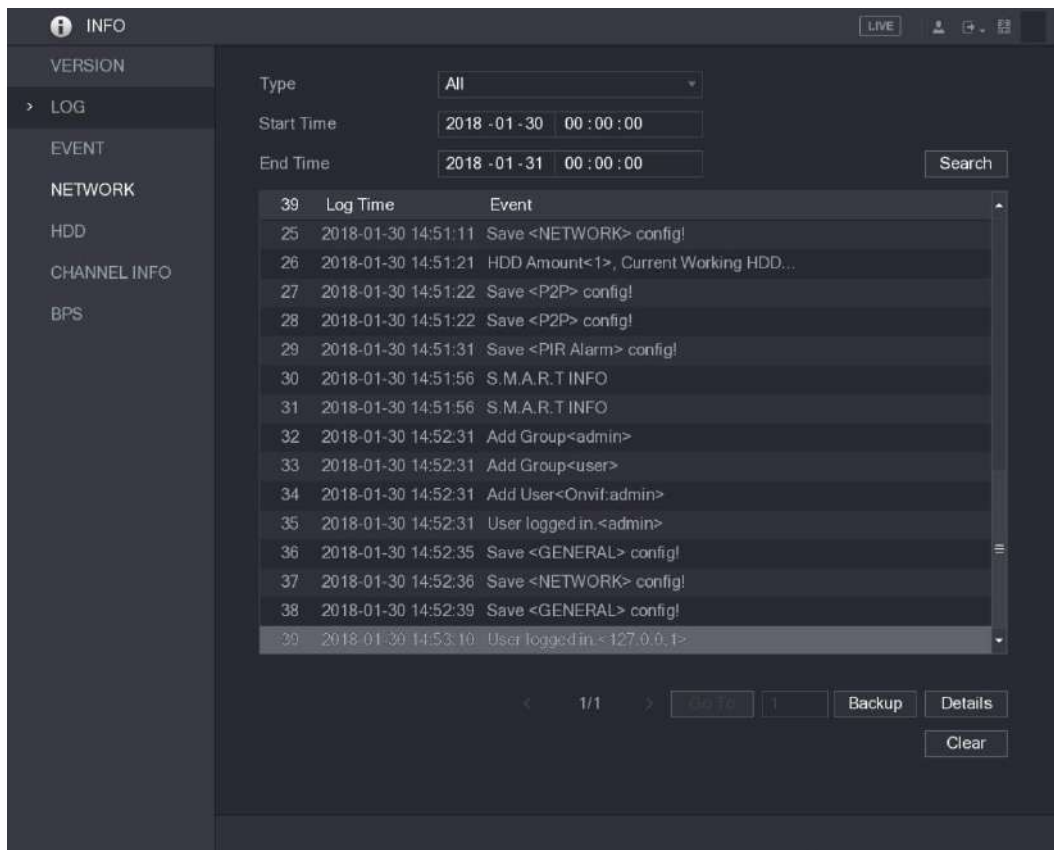 INFO
LIVE
VERSION
LOG
EVENT
NETWORK
HDD
CHANNEL INFO
BPS
Type All
Start Time 2018 -01 -30 00 : 00 : 00
End Time 2018 -01 -31 00 : 00 : 00
Search
39 Log Time Event
25 2018-01-30 14:51:11 Save <NETWORK> config!
26 2018-01-30 14:51:21 HDD Amount<1>, Current Working HDD...
27 2018-01-30 14:51:22 Save <P2P> config!
28 2018-01-30 14:51:22 Save <P2P> config!
29 2018-01-30 14:51:31 Save <PIR Alarm> config!
30 2018-01-30 14:51:56 S.M.A.R.T INFO
31 2018-01-30 14:51:56 S.M.A.R.T INFO
32 2018-01-30 14:52:31 Add Group<admin>
33 2018-01-30 14:52:31 Add Group<user>
34 2018-01-30 14:52:31 Add User<Onvif:admin>
35 2018-01-30 14:52:31 User logged in.<admin>
36 2018-01-30 14:52:35 Save <GENERAL> config!
37 2018-01-30 14:52:36 Save <NETWORK> config!
38 2018-01-30 14:52:39 Save <GENERAL> config!
39 2018-01-30 14:53:10 User logged in.<127.0.0.1>
1/1 Go To 1 Backup Details
Clear